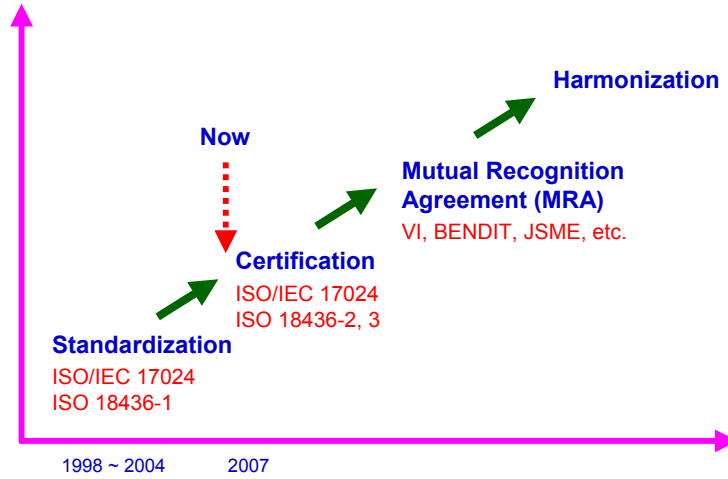 Harmonization
Now
Mutual Recognition
Agreement (MRA)
VI, BENDIT, JSME, etc.
Certification
ISO/IEC 17024
ISO 18436-2, 3
Standardization
ISO/IEC 17024
ISO 18436-1
1998 ~ 2004
2007